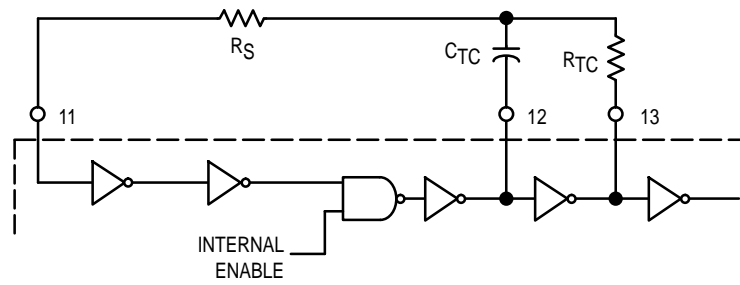 RS
CTC
RTC
11
12
13
INTERNAL
ENABLE